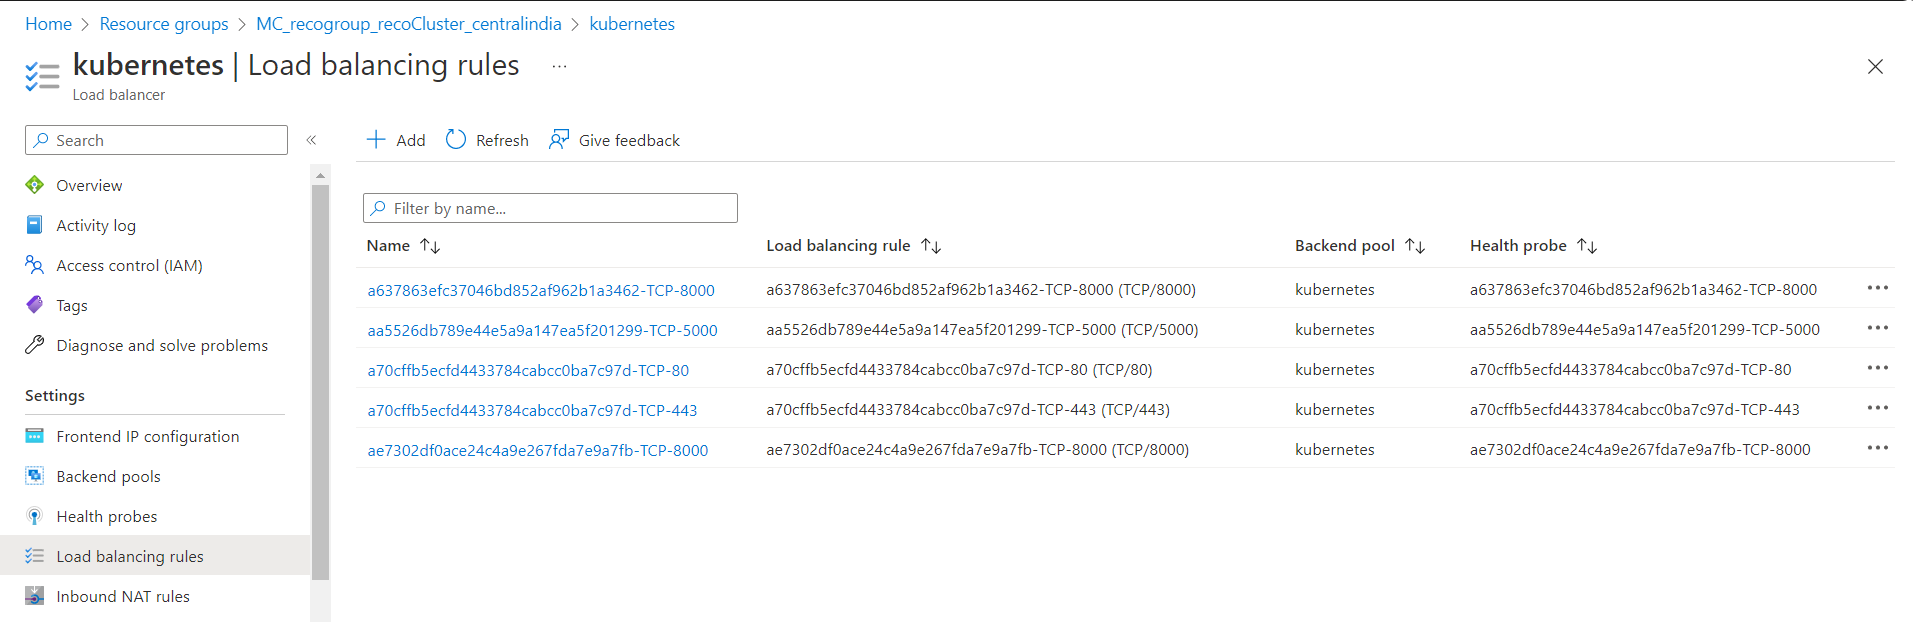 Home > Resource groups > MC_recogroup_recoCluster_centralindia > kubernetes
kubernetes | Load balancing rules ...
Load balancer
Search «
Overview
Activity log
Access control (IAM)
Tags
Diagnose and solve problems
Settings
Frontend IP configuration
Backend pools
Health probes
Load balancing rules
Inbound NAT rules
Add Refresh Give feedback
Filter by name...
Name Load balancing rule Backend pool Health probe
a637863efc37046bd852af962b1a3462-TCP-8000 a637863efc37046bd852af962b1a3462-TCP-8000 (TCP/8000) kubernetes a637863efc37046bd852af962b1a3462-TCP-8000
aa5526db789e44e5a9a147ea5f201299-TCP-5000 aa5526db789e44e5a9a147ea5f201299-TCP-5000 (TCP/5000) kubernetes aa5526db789e44e5a9a147ea5f201299-TCP-5000
a70cffb5ecfd4433784cabcc0ba7c97d-TCP-80 a70cffb5ecfd4433784cabcc0ba7c97d-TCP-80 (TCP/80) kubernetes a70cffb5ecfd4433784cabcc0ba7c97d-TCP-80
a70cffb5ecfd4433784cabcc0ba7c97d-TCP-443 a70cffb5ecfd4433784cabcc0ba7c97d-TCP-443 (TCP/443) kubernetes a70cffb5ecfd4433784cabcc0ba7c97d-TCP-443
ae7302df0ace24c4a9e267fda7e9a7fb-TCP-8000 ae7302df0ace24c4a9e267fda7e9a7fb-TCP-8000 (TCP/8000) kubernetes ae7302df0ace24c4a9e267fda7e9a7fb-TCP-8000